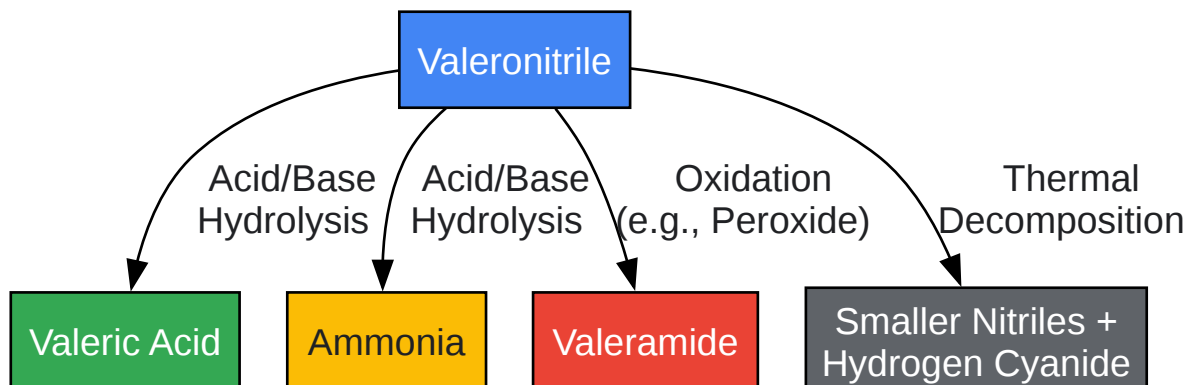 Valeronitrile
Acid/Base
Hydrolysis
Acid/Base
Hydrolysis
Oxidation
(e.g., Peroxide)
Thermal
Decomposition
Valeric Acid
Ammonia
Valeramide
Smaller Nitriles +
Hydrogen Cyanide